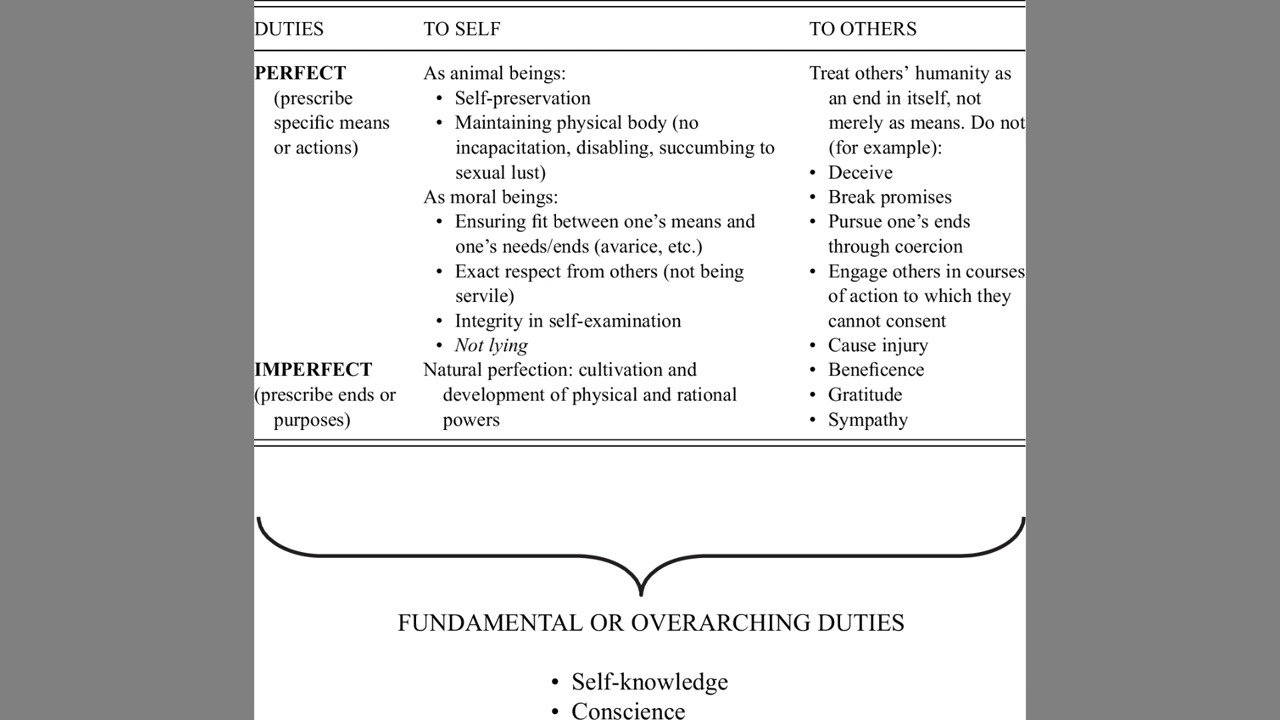 DUTIES TO SELF TO OTHERS
PERFECT
(prescribe
specific means
or actions)
As animal beings:
• Self-preservation
• Maintaining physical body (no
incapacitation, disabling, succumbing to
sexual lust)
As moral beings:
• Ensuring fit between one’s means and
one’s needs/ends (avarice, etc.)
• Exact respect from others (not being
servile)
• Integrity in self-examination
• Not lying
Treat others’ humanity as
an end in itself, not
merely as means. Do not
(for example):
• Deceive
• Break promises
• Pursue one’s ends
through coercion
• Engage others in courses
of action to which they
cannot consent
• Cause injury
IMPERFECT
(prescribe ends or
purposes)
Natural perfection: cultivation and
development of physical and rational
powers
• Beneficence
• Gratitude
• Sympathy
FUNDAMENTAL OR OVERARCHING DUTIES
• Self-knowledge
• Conscience